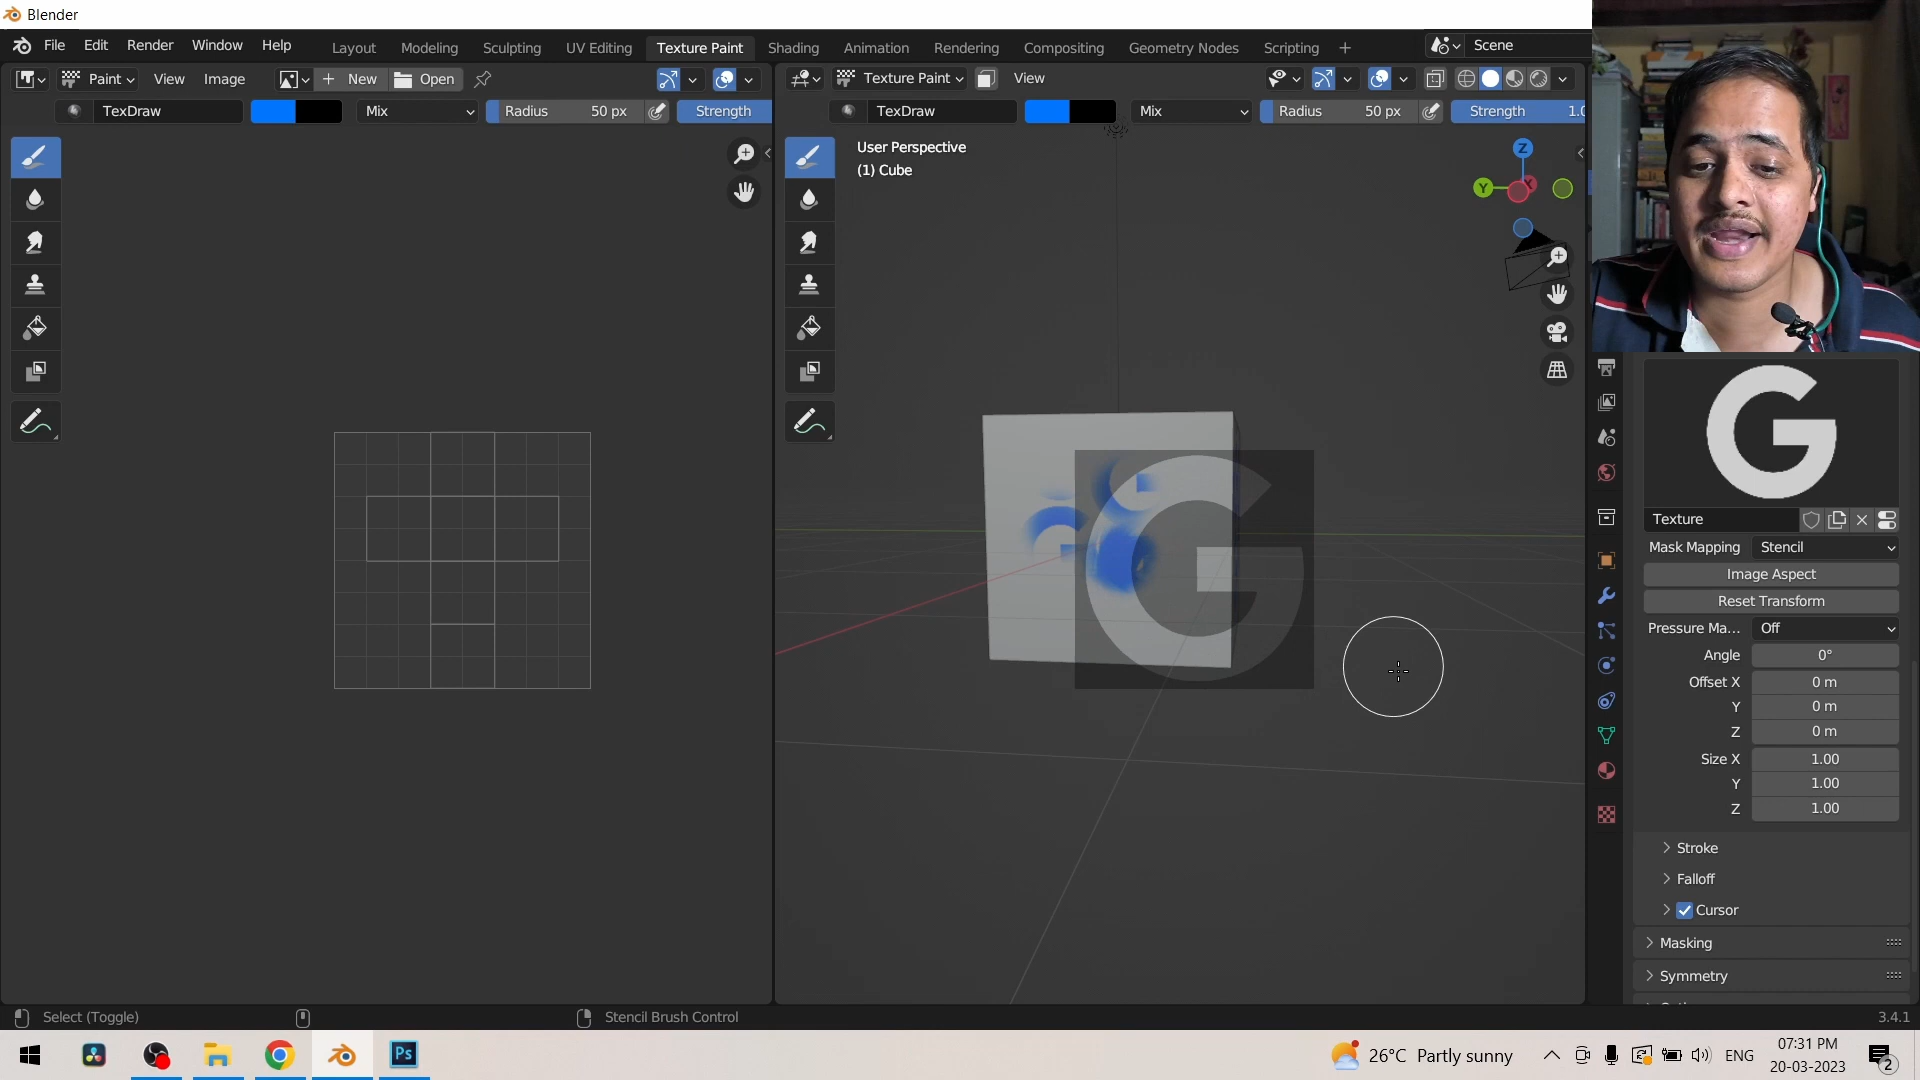 Blender
File Edit Render Window Help
Layout Modeling Sculpting UV Editing Texture Paint Shading Animation Rendering Compositing Geometry Nodes Scripting +
Scene
Paint View Image + New Open
Texture Paint View
TexDraw Mix Radius 50 px Strength
TexDraw Mix Radius 50 px Strength 1.0
User Perspective
(1) Cube
Z
Y
X
G
G
Texture
Mask Mapping Stencil
Image Aspect
Reset Transform
Pressure Ma... Off
Angle 0°
Offset X 0 m
Y 0 m
Z 0 m
Size X 1.00
Y 1.00
Z 1.00
Stroke
Falloff
Cursor
Masking
Symmetry
Select (Toggle)
Stencil Brush Control
3.4.1
Ps
26°C Partly sunny
ENG
07:31 PM
20-03-2023
2